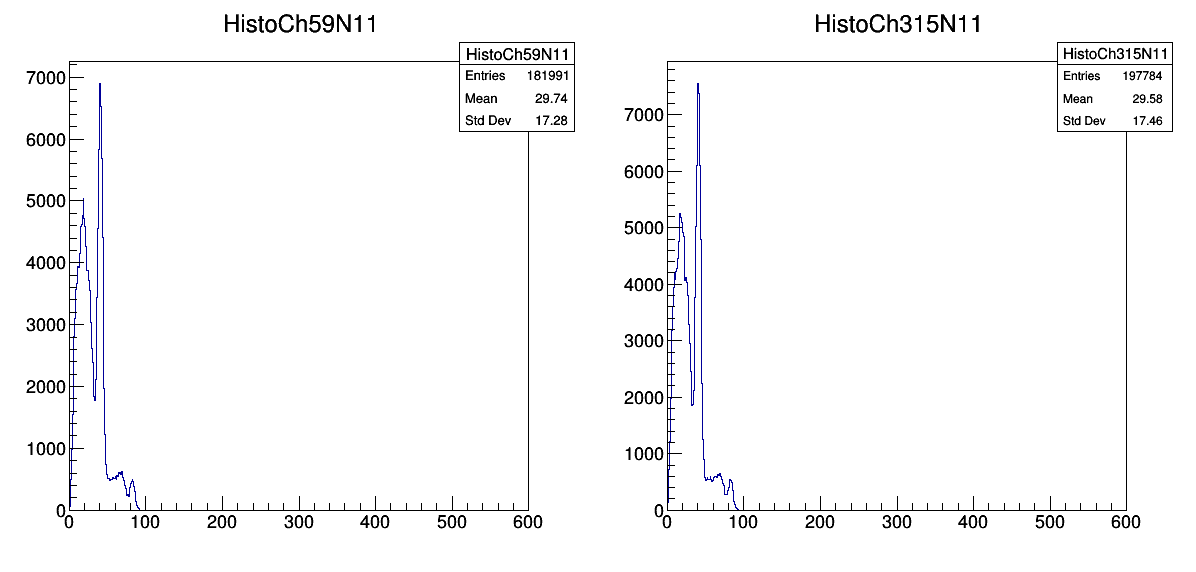 HistoCh59N11
HistoCh59N11
Entries 181991
Mean 29.74
Std Dev 17.28
7000
6000
5000
4000
3000
2000
1000
0
0 100 200 300 400 500 600
HistoCh315N11
HistoCh315N11
Entries 197784
Mean 29.58
Std Dev 17.46
7000
6000
5000
4000
3000
2000
1000
0
0 100 200 300 400 500 600